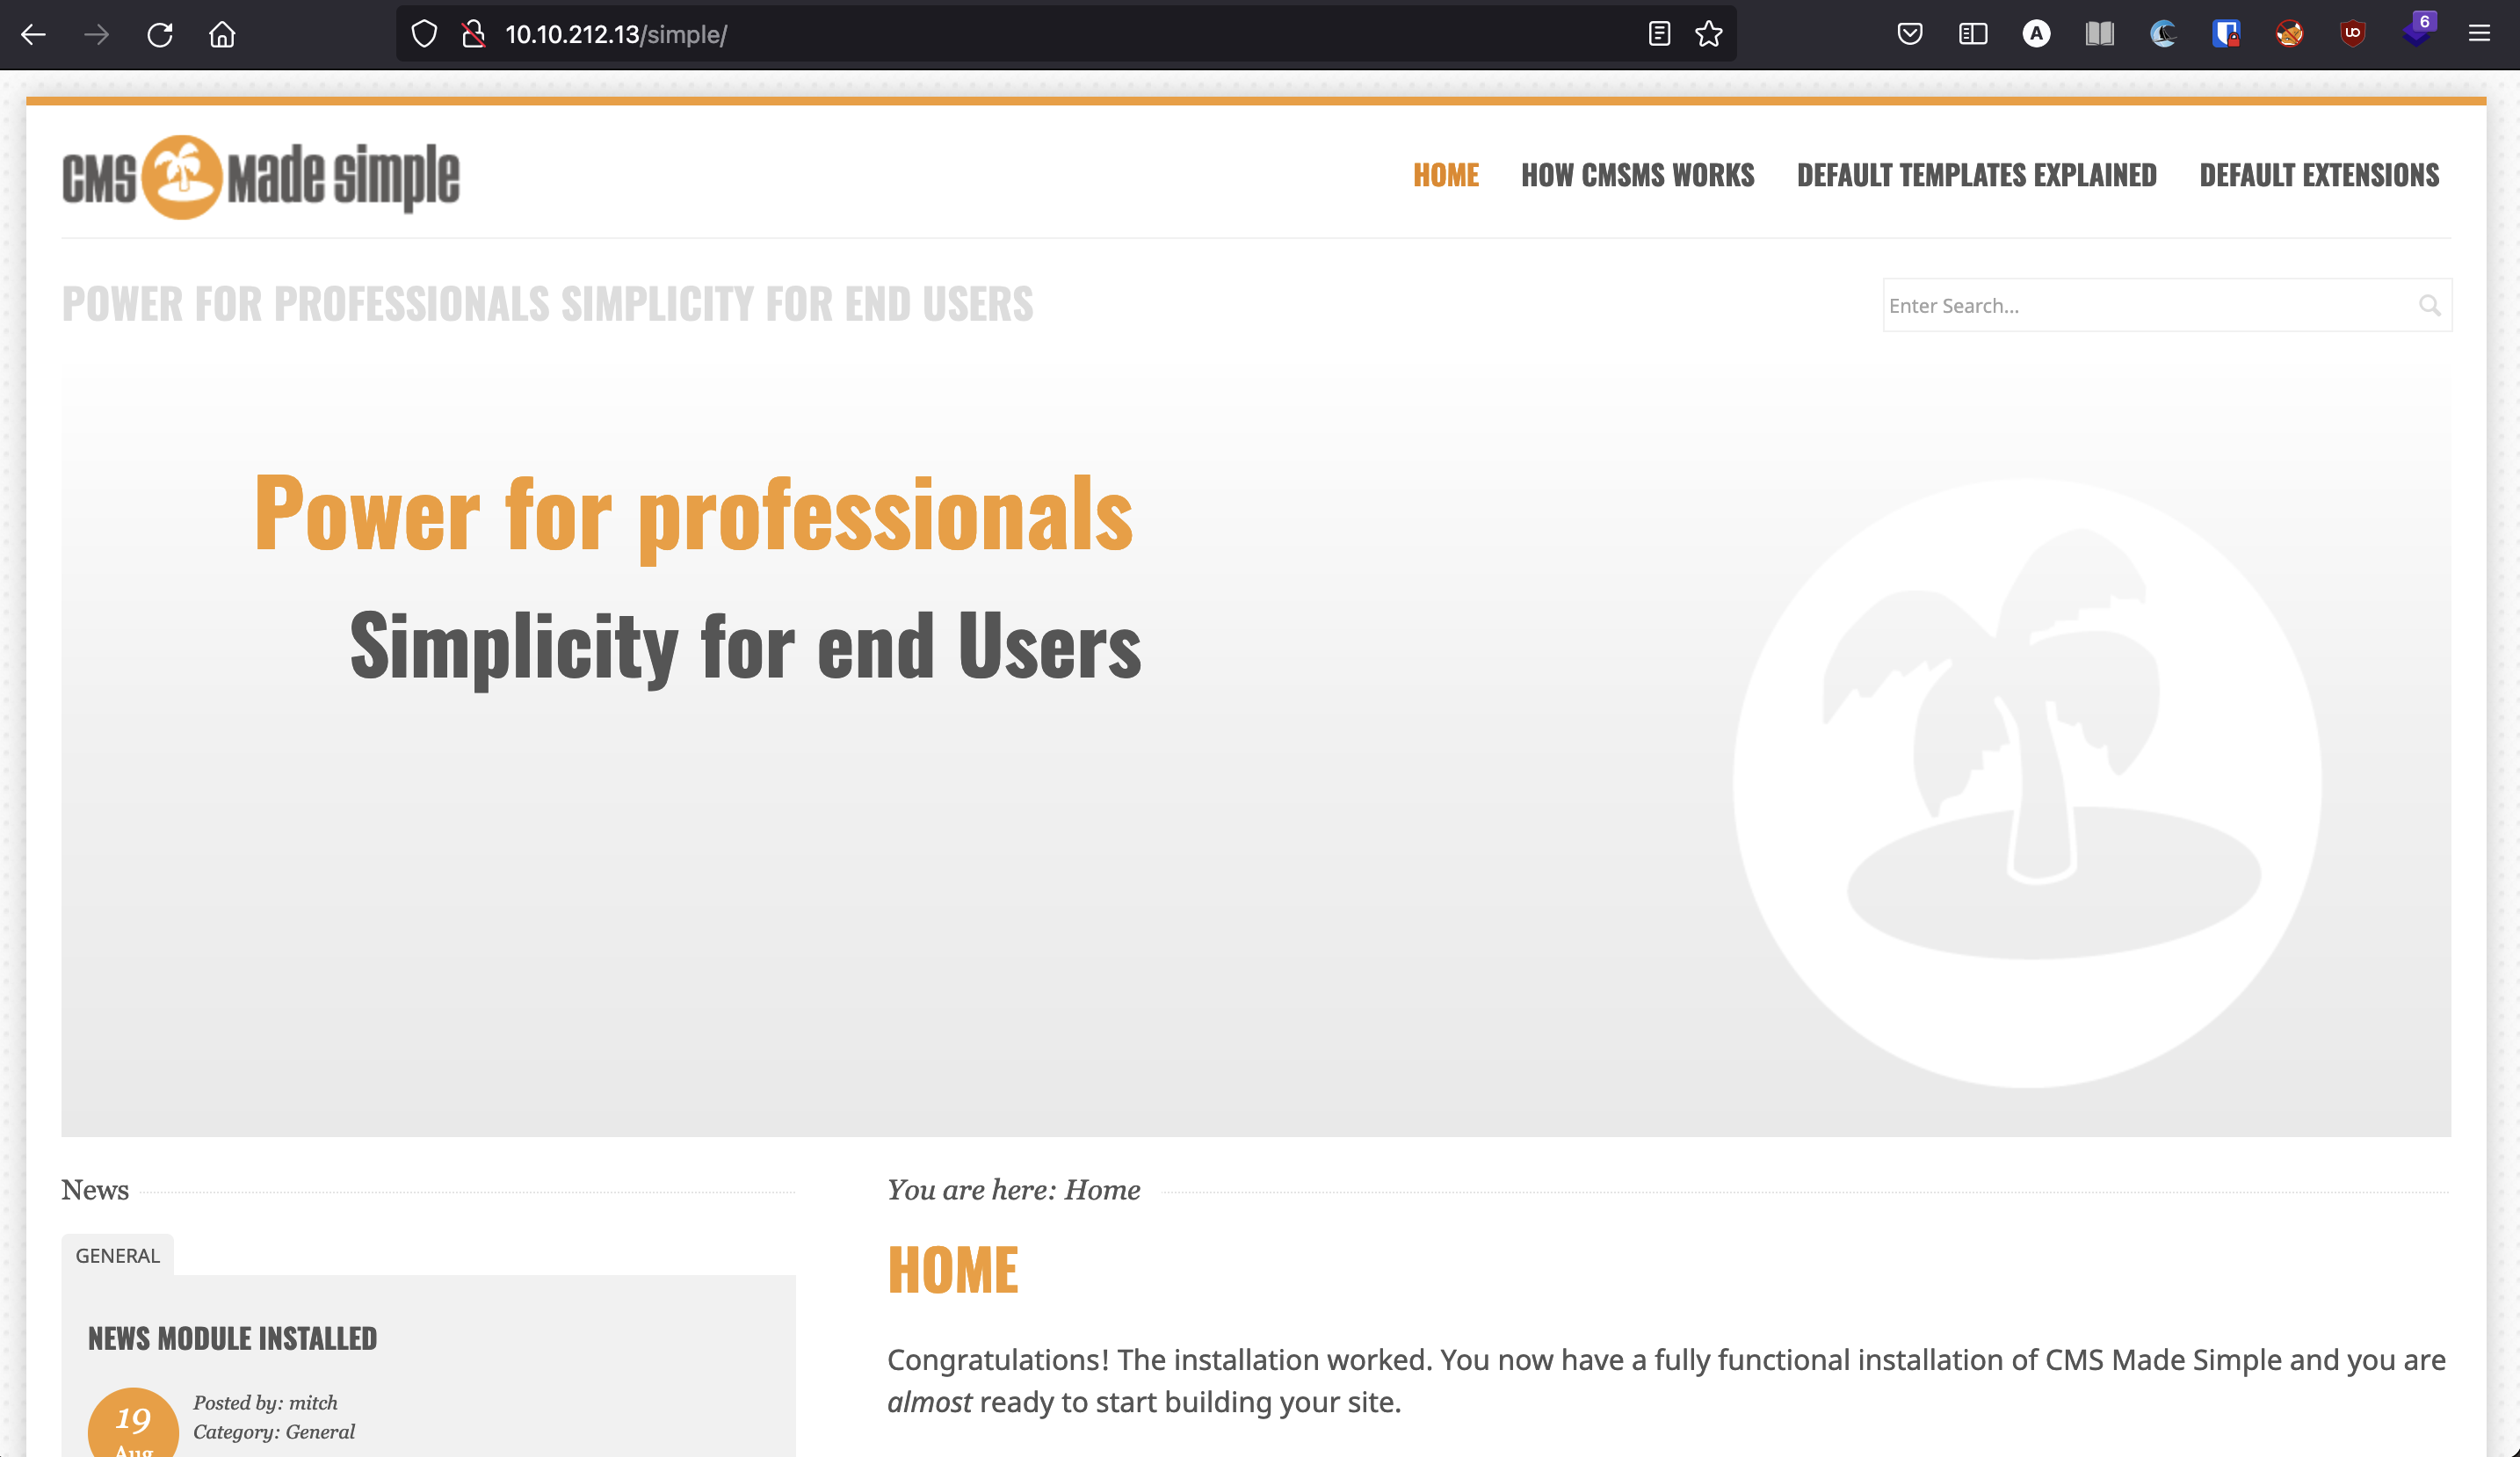 10.10.212.13/simple/
A
UO
6
CMS Made Simple
HOME HOW CMSMS WORKS DEFAULT TEMPLATES EXPLAINED DEFAULT EXTENSIONS
POWER FOR PROFESSIONALS SIMPLICITY FOR END USERS
Enter Search...
Power for professionals
Simplicity for end Users
News
GENERAL
NEWS MODULE INSTALLED
19
Aug
Posted by: mitch
Category: General
You are here: Home
HOME
Congratulations! The installation worked. You now have a fully functional installation of CMS Made Simple and you are
almost ready to start building your site.